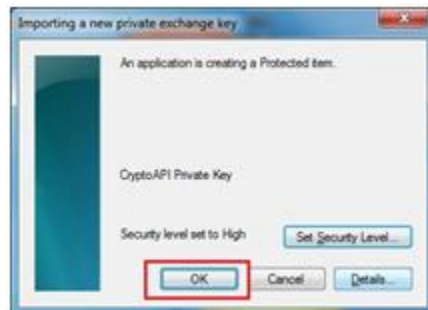 Importing a new private exchange key
An application is creating a Protected item.
CryptoAPI Private Key
Security level set to High
Set Security Level...
OK
Cancel
Details...